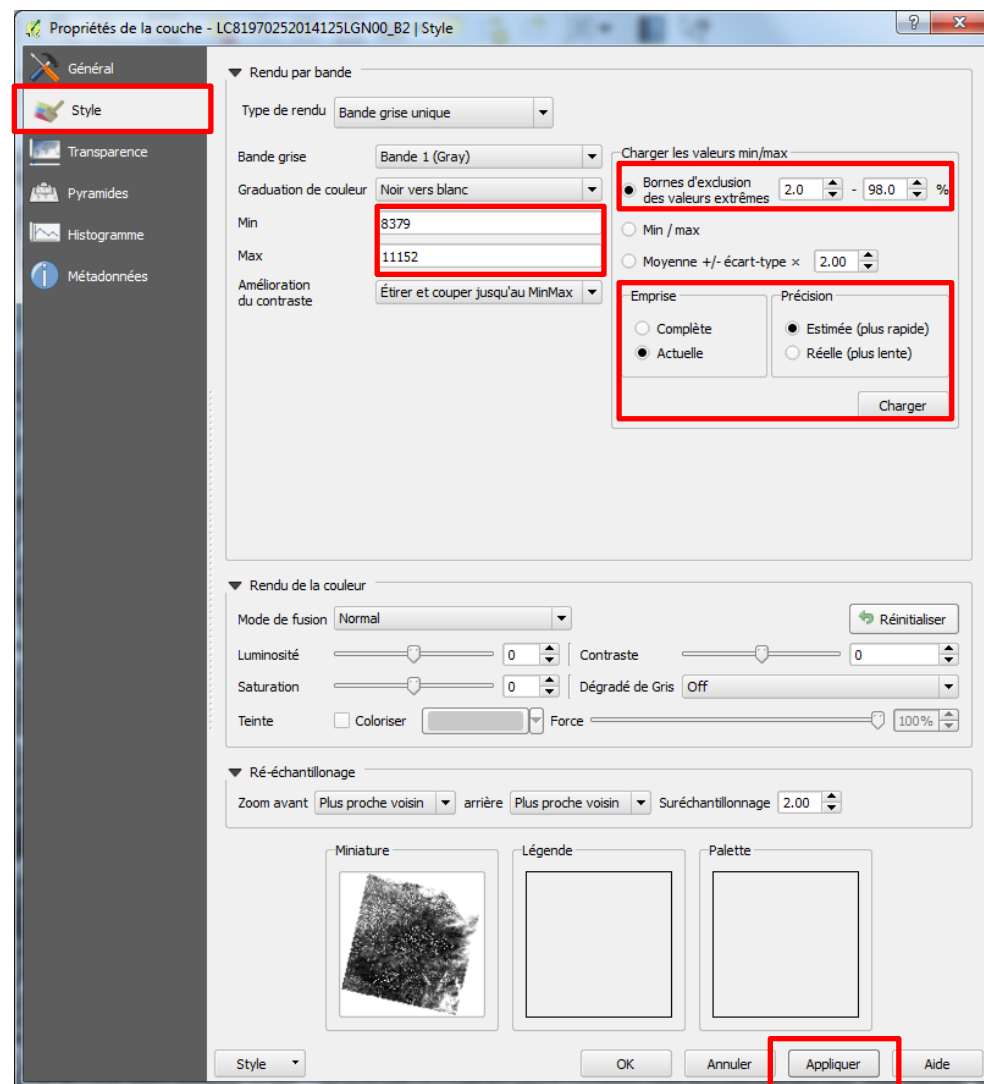 Propriétés de la couche - LC81970252014125LGN00_B2 | Style
Général
Style
Transparence
Pyramides
Histogramme
Métadonnées
Rendu par bande
Type de rendu Bande grise unique
Bande grise Bande 1 (Gray)
Graduation de couleur Noir vers blanc
Min 8379
Max 11152
Amélioration
du contraste Étirer et couper jusqu'au MinMax
Charger les valeurs min/max
Bornes d'exclusion
des valeurs extrêmes 2.0 - 98.0 %
Min / max
Moyenne +/- écart-type × 2.00
Emprise
Complète
Actuelle
Précision
Estimée (plus rapide)
Réelle (plus lente)
Charger
Rendu de la couleur
Mode de fusion Normal Réinitialiser
Luminosité 0 Contraste 0
Saturation 0 Dégradé de Gris Off
Teinte Coloriser Force 100%
Ré-échantillonage
Zoom avant Plus proche voisin arrière Plus proche voisin Suréchantillonnage 2.00
Miniature Légende Palette
Style OK Annuler Appliquer Aide